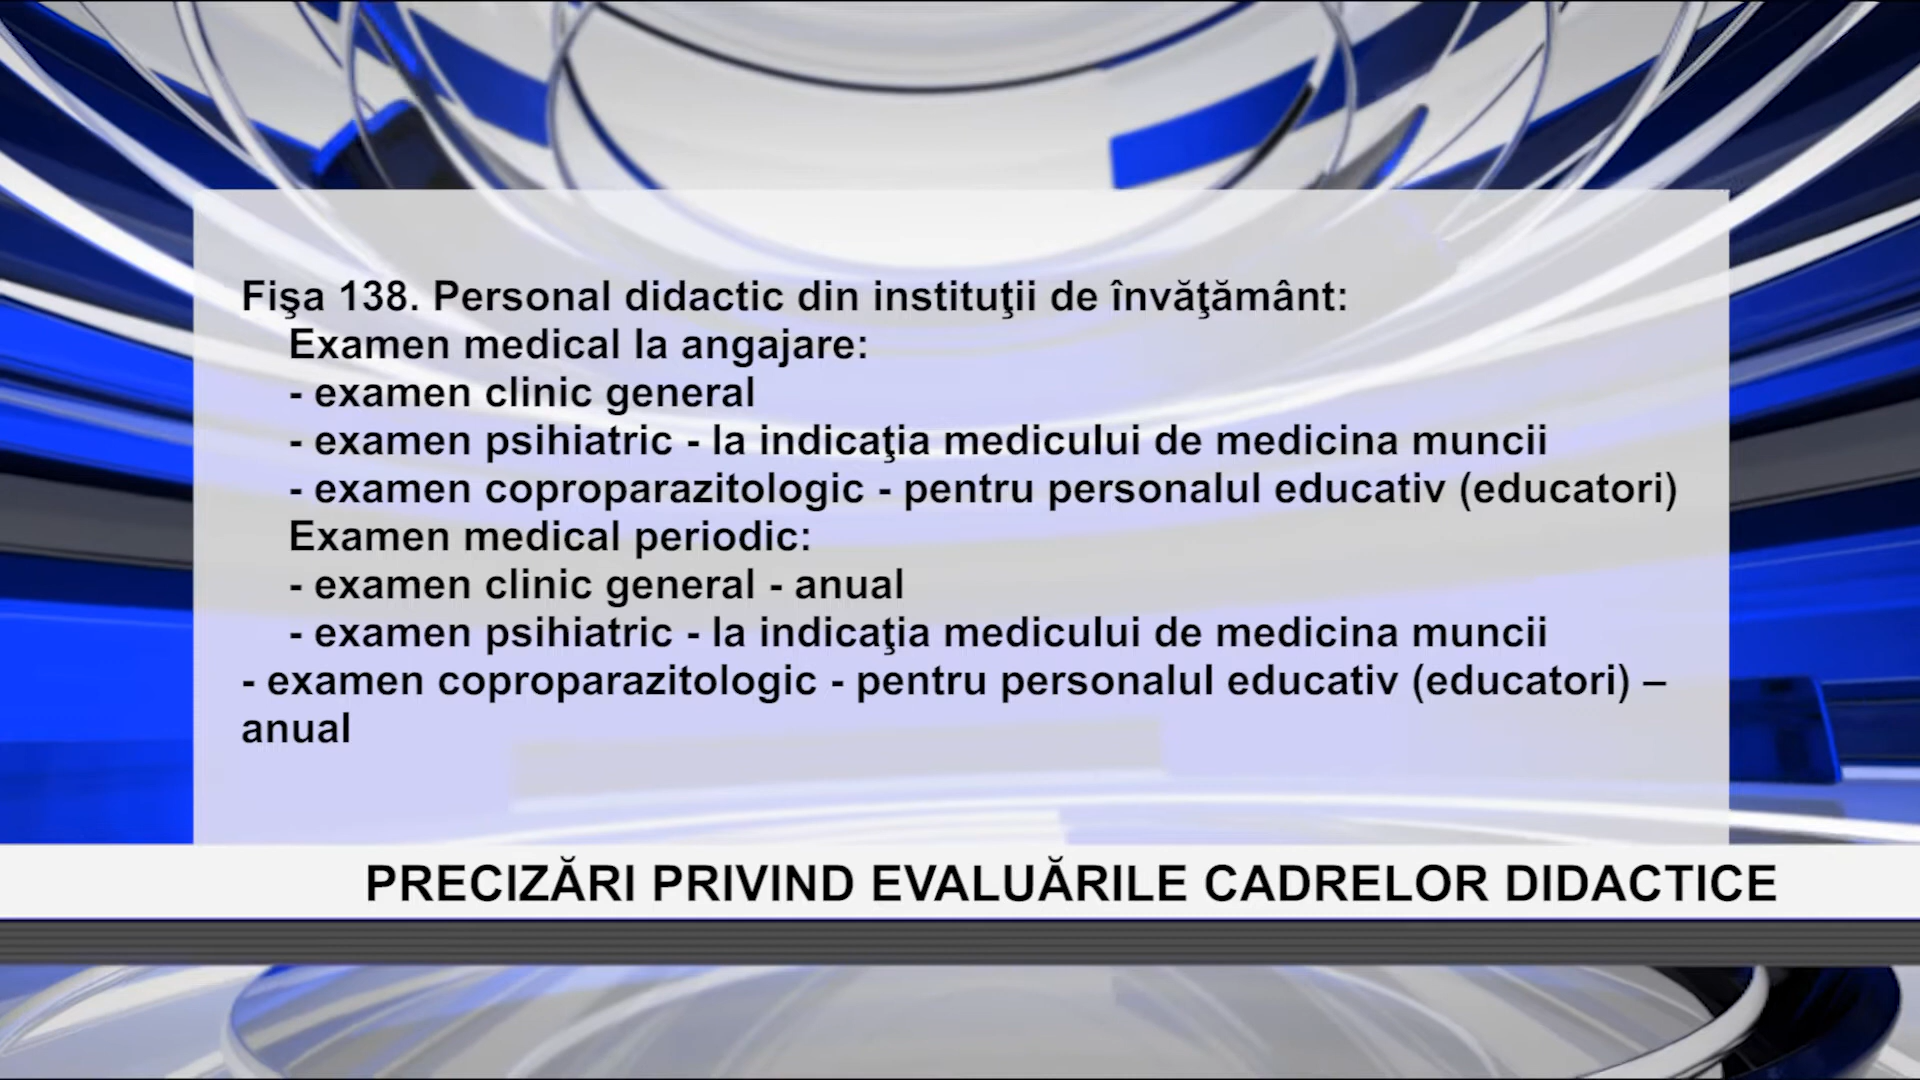 Fişa 138. Personal didactic din instituţii de învăţământ:
Examen medical la angajare:
- examen clinic general
- examen psihiatric - la indicaţia medicului de medicina muncii
- examen coproparazitologic - pentru personalul educativ (educatori)
Examen medical periodic:
- examen clinic general - anual
- examen psihiatric - la indicaţia medicului de medicina muncii
- examen coproparazitologic - pentru personalul educativ (educatori) –
anual
PRECIZĂRI PRIVIND EVALUĂRILE CADRELOR DIDACTICE